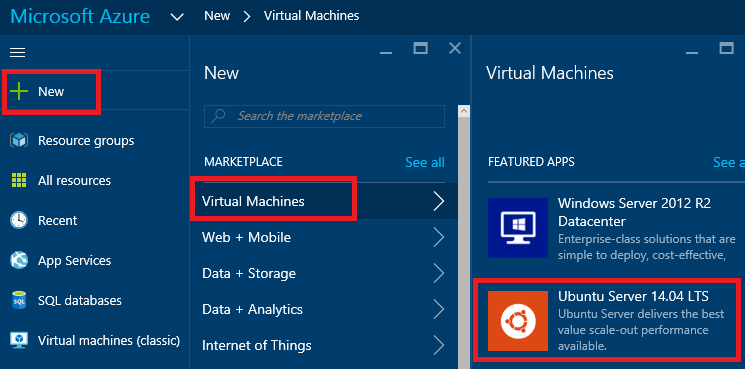 Microsoft Azure New > Virtual Machines
New
Resource groups
All resources
Recent
App Services
SQL databases
Virtual machines (classic)
New
Search the marketplace
MARKETPLACE See all
Virtual Machines
Web + Mobile
Data + Storage
Data + Analytics
Internet of Things
Virtual Machines
FEATURED APPS See a
Windows Server 2012 R2
Datacenter
Enterprise-class solutions that are
simple to deploy, cost-effective,
Ubuntu Server 14.04 LTS
Ubuntu Server delivers the best
value scale-out performance
available.